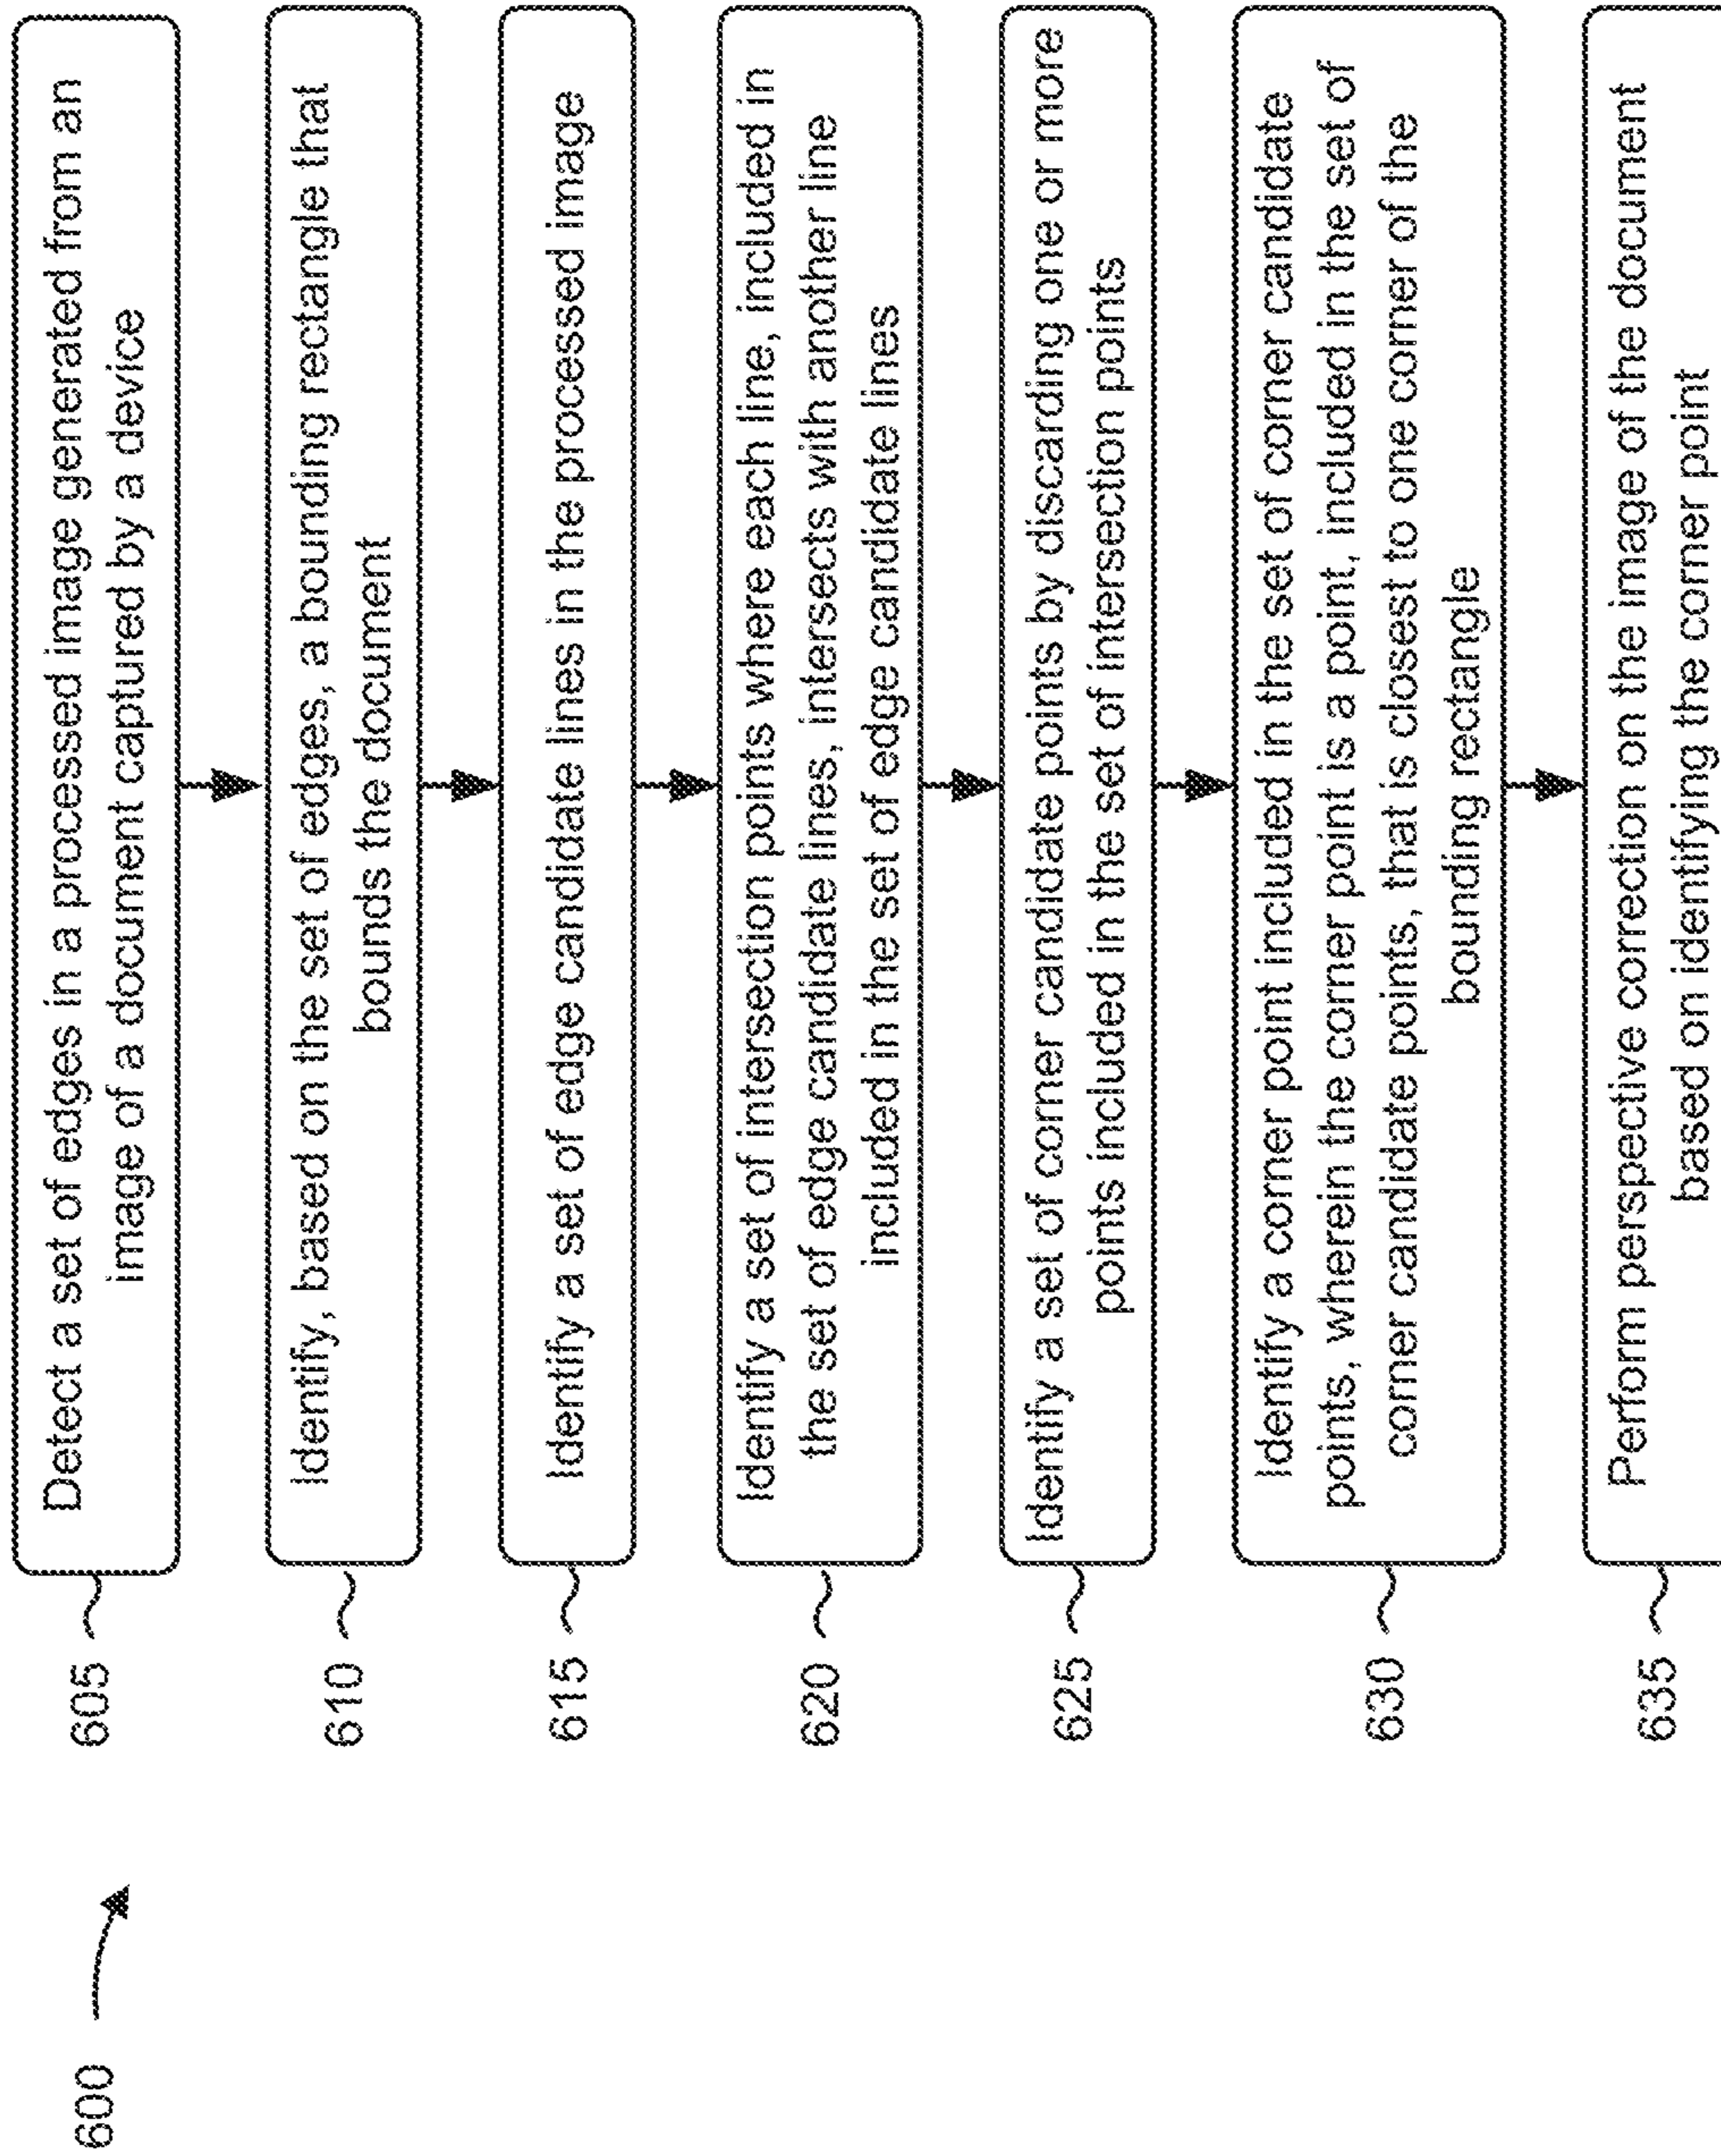 600
605
Detect a set of edges in a processed image generated from an
image of a document captured by a device
610
Identify, based on the set of edges, a bounding rectangle that
bounds the document
615
Identify a set of edge candidate lines in the processed image
620
Identify a set of intersection points where each line, included in
the set of edge candidate lines, intersects with another line
included in the set of edge candidate lines
625
Identify a set of corner candidate points by discarding one or more
points included in the set of intersection points
630
Identify a corner point included in the set of corner candidate
points, wherein the corner point is a point, included in the set of
corner candidate points, that is closest to one corner of the
bounding rectangle
635
Perform perspective correction on the image of the document
based on identifying the corner point